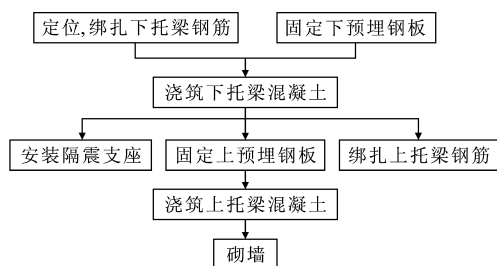 定位,绑扎下托梁钢筋
固定下预埋钢板
浇筑下托梁混凝土
安装隔震支座
固定上预埋钢板
绑扎上托梁钢筋
浇筑上托梁混凝土
砌墙